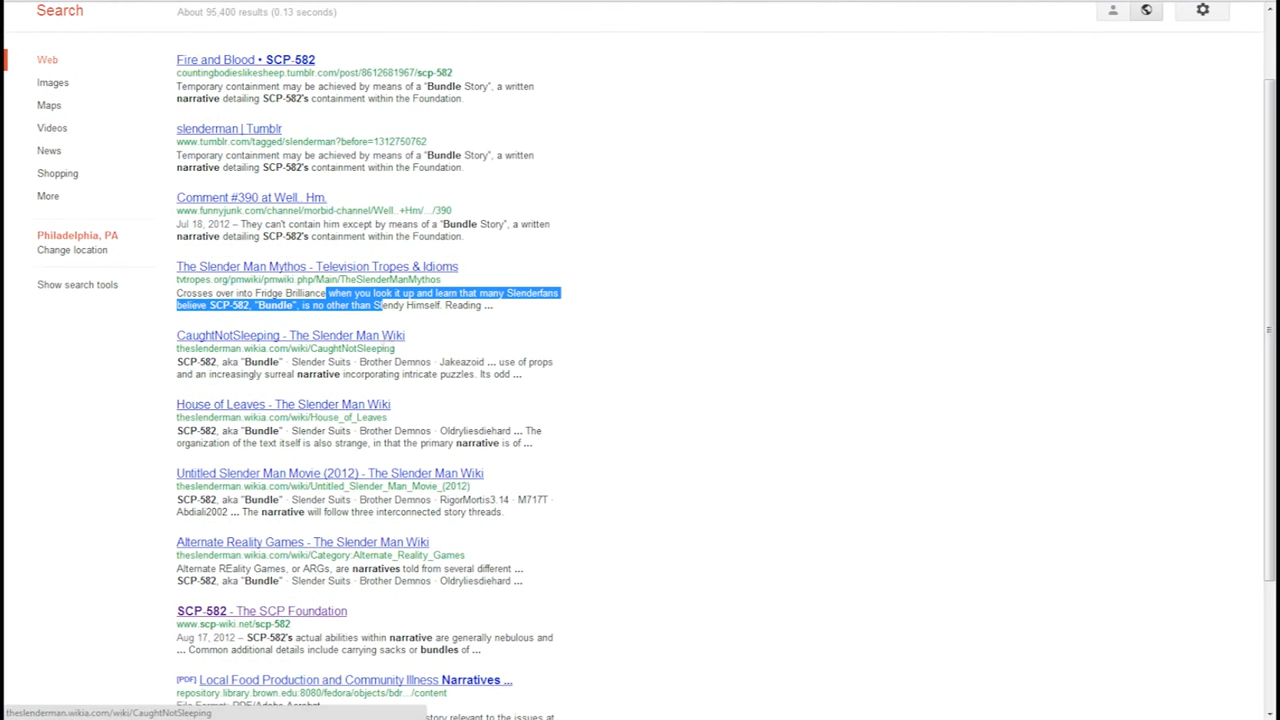 Search
About 95,400 results (0.13 seconds)
Web
Images
Maps
Videos
News
Shopping
More
Philadelphia, PA
Change location
Show search tools
Fire and Blood • SCP-582
countingbodieslikesheep.tumblr.com/post/8612681967/scp-582
Temporary containment may be achieved by means of a "Bundle Story", a written
narrative detailing SCP-582's containment within the Foundation.
slenderman | Tumblr
www.tumblr.com/tagged/slenderman?before=1312750762
Temporary containment may be achieved by means of a "Bundle Story", a written
narrative detailing SCP-582's containment within the Foundation.
Comment #390 at Well.. Hm.
www.funnyjunk.com/channel/morbid-channel/Well..+Hm/.../390
Jul 18, 2012 – They can't contain him except by means of a "Bundle Story", a written
narrative detailing SCP-582's containment within the Foundation.
The Slender Man Mythos - Television Tropes & Idioms
tvtropes.org/pmwiki/pmwiki.php/Main/TheSlenderManMythos
Crosses over into Fridge Brilliance when you look it up and learn that many Slenderfans
believe SCP-582, "Bundle", is no other than Slendy Himself. Reading ...
CaughtNotSleeping - The Slender Man Wiki
theslenderman.wikia.com/wiki/CaughtNotSleeping
SCP-582, aka "Bundle" · Slender Suits · Brother Demnos · Jakeazoid ... use of props
and an increasingly surreal narrative incorporating intricate puzzles. Its odd ...
House of Leaves - The Slender Man Wiki
theslenderman.wikia.com/wiki/House_of_Leaves
SCP-582, aka "Bundle" · Slender Suits · Brother Demnos · Oldryliesdiehard ... The
organization of the text itself is also strange, in that the primary narrative is of ...
Untitled Slender Man Movie (2012) - The Slender Man Wiki
theslenderman.wikia.com/wiki/Untitled_Slender_Man_Movie_(2012)
SCP-582, aka "Bundle" · Slender Suits · Brother Demnos · RigorMortis3.14 · M717T ·
Abdiali2002 ... The narrative will follow three interconnected story threads.
Alternate Reality Games - The Slender Man Wiki
theslenderman.wikia.com/wiki/Category:Alternate_Reality_Games
Alternate REality Games, or ARGs, are narratives told from several different ...
SCP-582, aka "Bundle" · Slender Suits · Brother Demnos · Oldryliesdiehard ...
SCP-582 - The SCP Foundation
www.scp-wiki.net/scp-582
Aug 17, 2012 – SCP-582's actual abilities within narrative are generally nebulous and
... Common additional details include carrying sacks or bundles of ...
[PDF] Local Food Production and Community Illness Narratives ...
repository.library.brown.edu:8080/fedora/objects/bdr.../content
File Format: PDF/Adobe Acrobat
story relevant to the issues at
theslenderman.wikia.com/wiki/CaughtNotSleeping